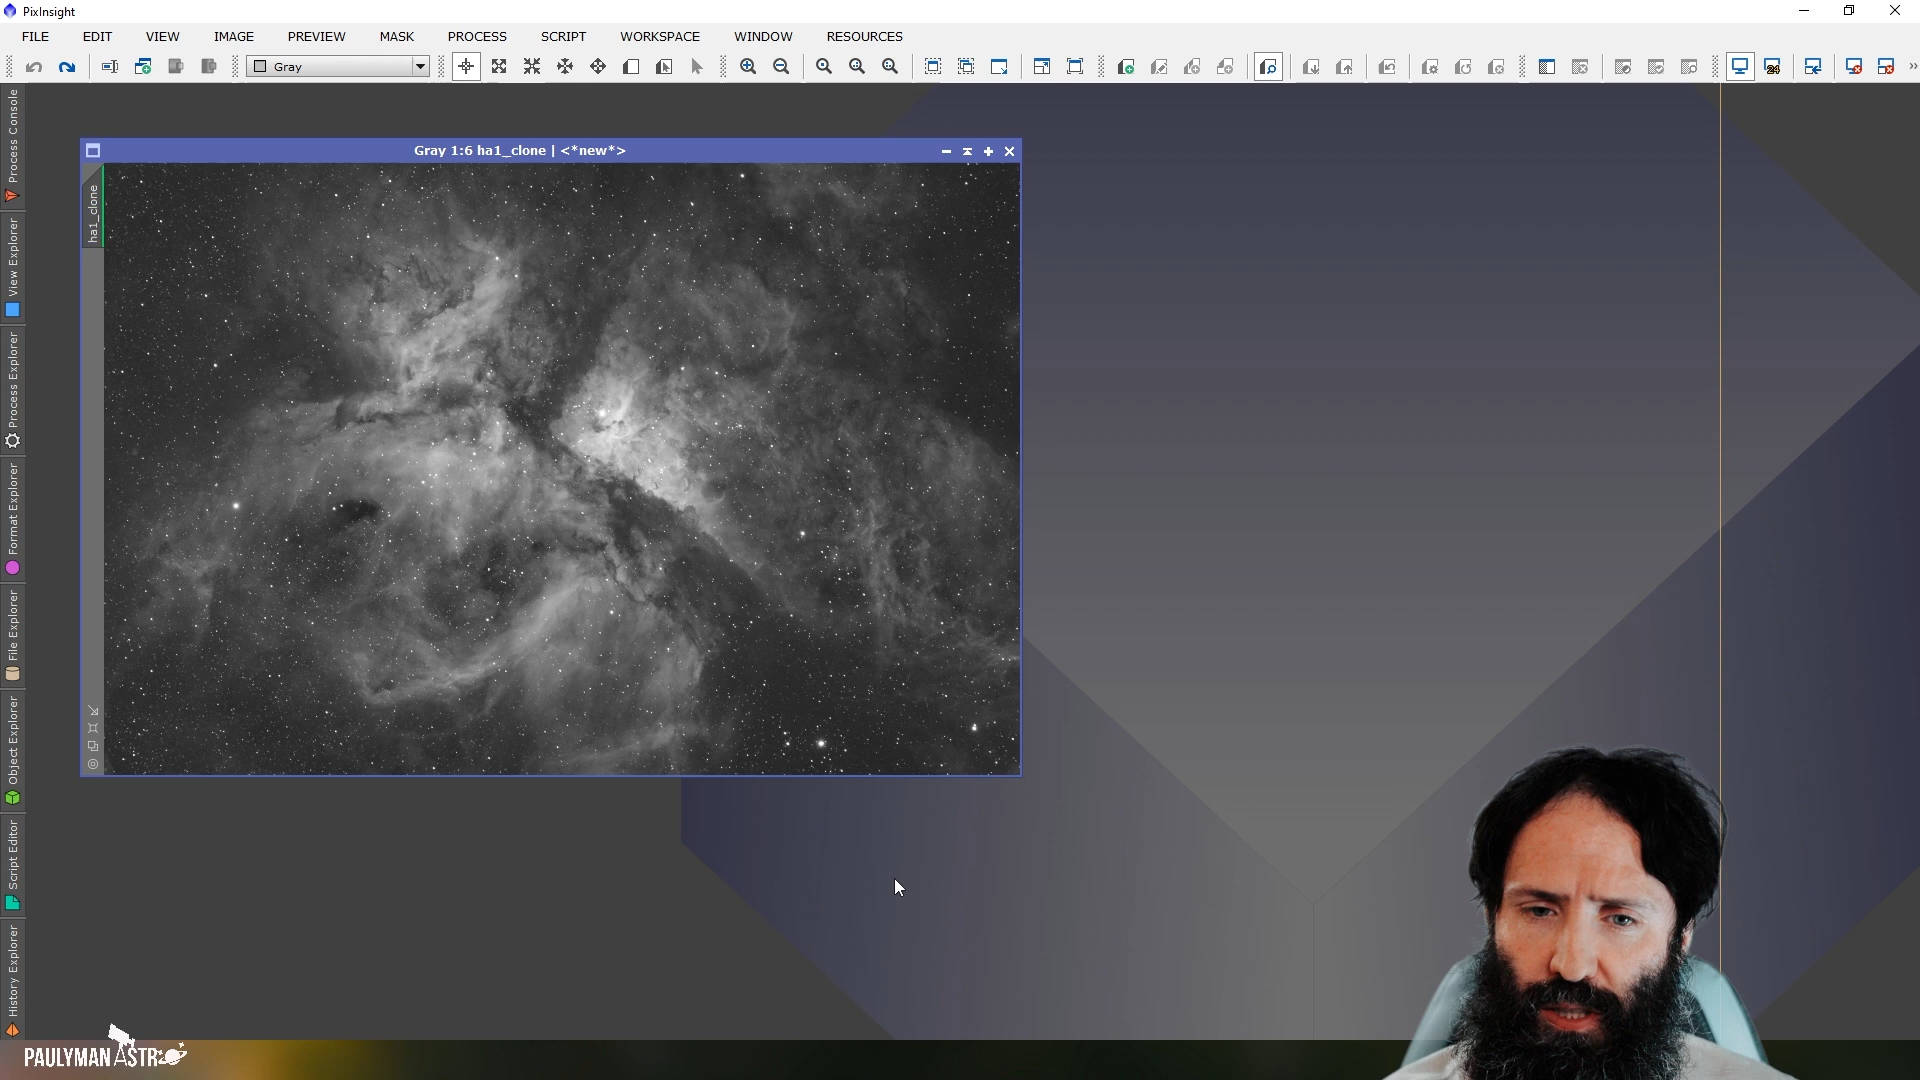 PixInsight
FILE EDIT VIEW IMAGE PREVIEW MASK PROCESS SCRIPT WORKSPACE WINDOW RESOURCES
Gray
24
»
Gray 1:6 ha1_clone | <*new*>
ha1_clone
Process Console
View Explorer
Process Explorer
Format Explorer
File Explorer
Object Explorer
Script Editor
History Explorer
PAULYMAN ASTRO